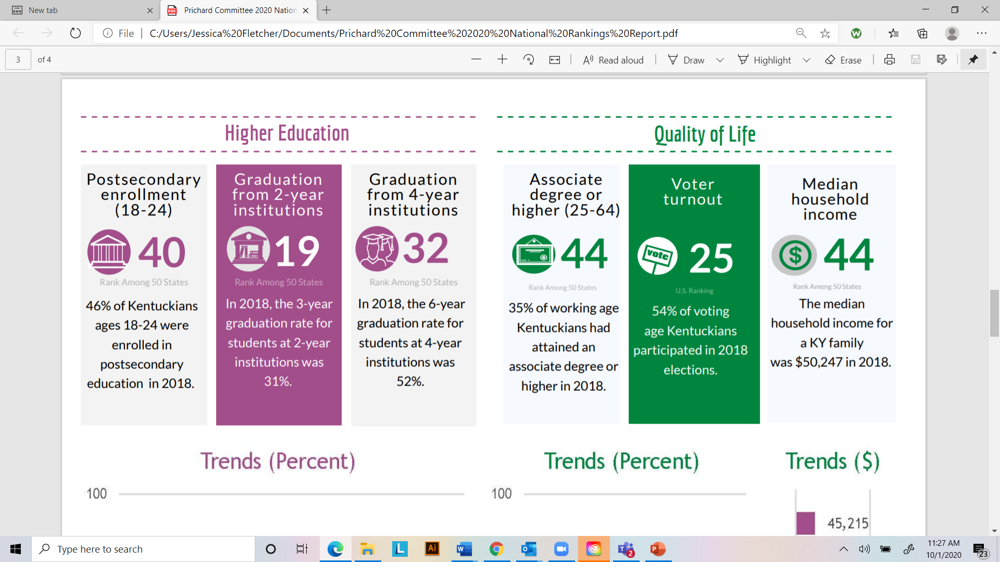 New tab
Prichard Committee 2020 Nation
File
C:/Users/Jessica%20Fletcher/Documents/Prichard%20Committee%202020%20National%20Rankings%20Report.pdf
W
3
of 4
Read aloud
Draw
Highlight
Erase
Higher Education
Postsecondary
enrollment
(18-24)
40
Rank Among 50 States
46% of Kentuckians
ages 18-24 were
enrolled in
postsecondary
education in 2018.
Graduation
from 2-year
institutions
19
Rank Among 50 States
In 2018, the 3-year
graduation rate for
students at 2-year
institutions was
31%.
Graduation
from 4-year
institutions
32
Rank Among 50 States
In 2018, the 6-year
graduation rate for
students at 4-year
institutions was
52%.
Quality of Life
Associate
degree or
higher (25-64)
44
Rank Among 50 States
35% of working age
Kentuckians had
attained an
associate degree or
higher in 2018.
Voter
turnout
vote
25
U.S. Ranking
54% of voting
age Kentuckians
participated in 2018
elections.
Median
household
income
$
44
Rank Among 50 States
The median
household income for
a KY family
was $50,247 in 2018.
Trends (Percent)
100
Trends (Percent)
100
Trends ($)
45,215
Type here to search
L
Ai
W
2
P
11:27 AM
10/1/2020
23